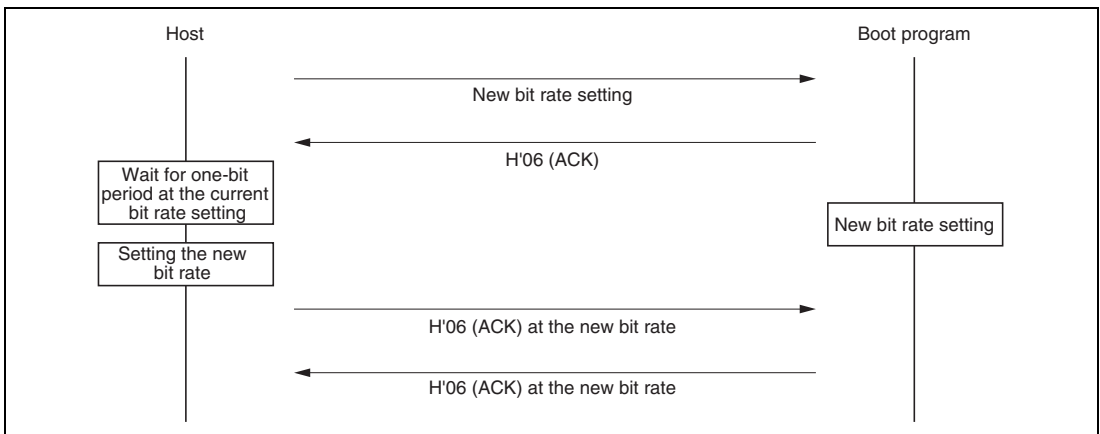 Host
Boot program
New bit rate setting
H'06 (ACK)
Wait for one-bit
period at the current
bit rate setting
New bit rate setting
Setting the new
bit rate
H'06 (ACK) at the new bit rate
H'06 (ACK) at the new bit rate